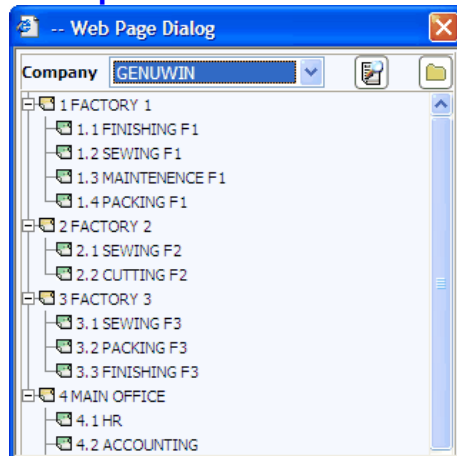 -- Web Page Dialog
Company GENUWIN
1 FACTORY 1
1.1 FINISHING F1
1.2 SEWING F1
1.3 MAINTENENCE F1
1.4 PACKING F1
2 FACTORY 2
2.1 SEWING F2
2.2 CUTTING F2
3 FACTORY 3
3.1 SEWING F3
3.2 PACKING F3
3.3 FINISHING F3
4 MAIN OFFICE
4.1 HR
4.2 ACCOUNTING